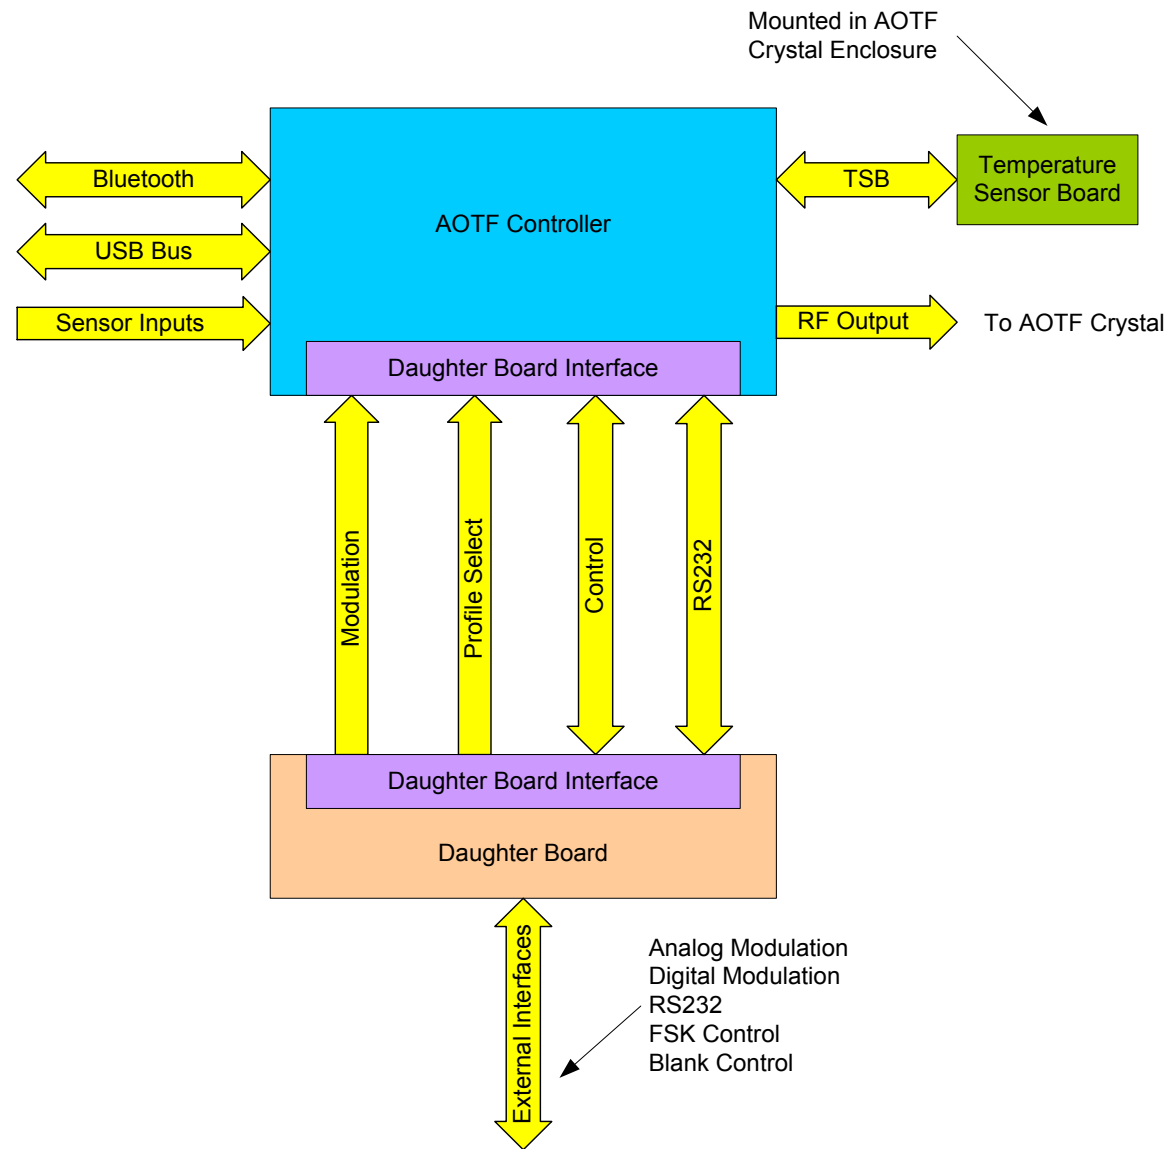 Mounted in AOTF
Crystal Enclosure
Bluetooth
USB Bus
Sensor Inputs
AOTF Controller
TSB
Temperature
Sensor Board
RF Output
To AOTF Crystal
Daughter Board Interface
Modulation
Profile Select
Control
RS232
Daughter Board Interface
Daughter Board
External Interfaces
Analog Modulation
Digital Modulation
RS232
FSK Control
Blank Control